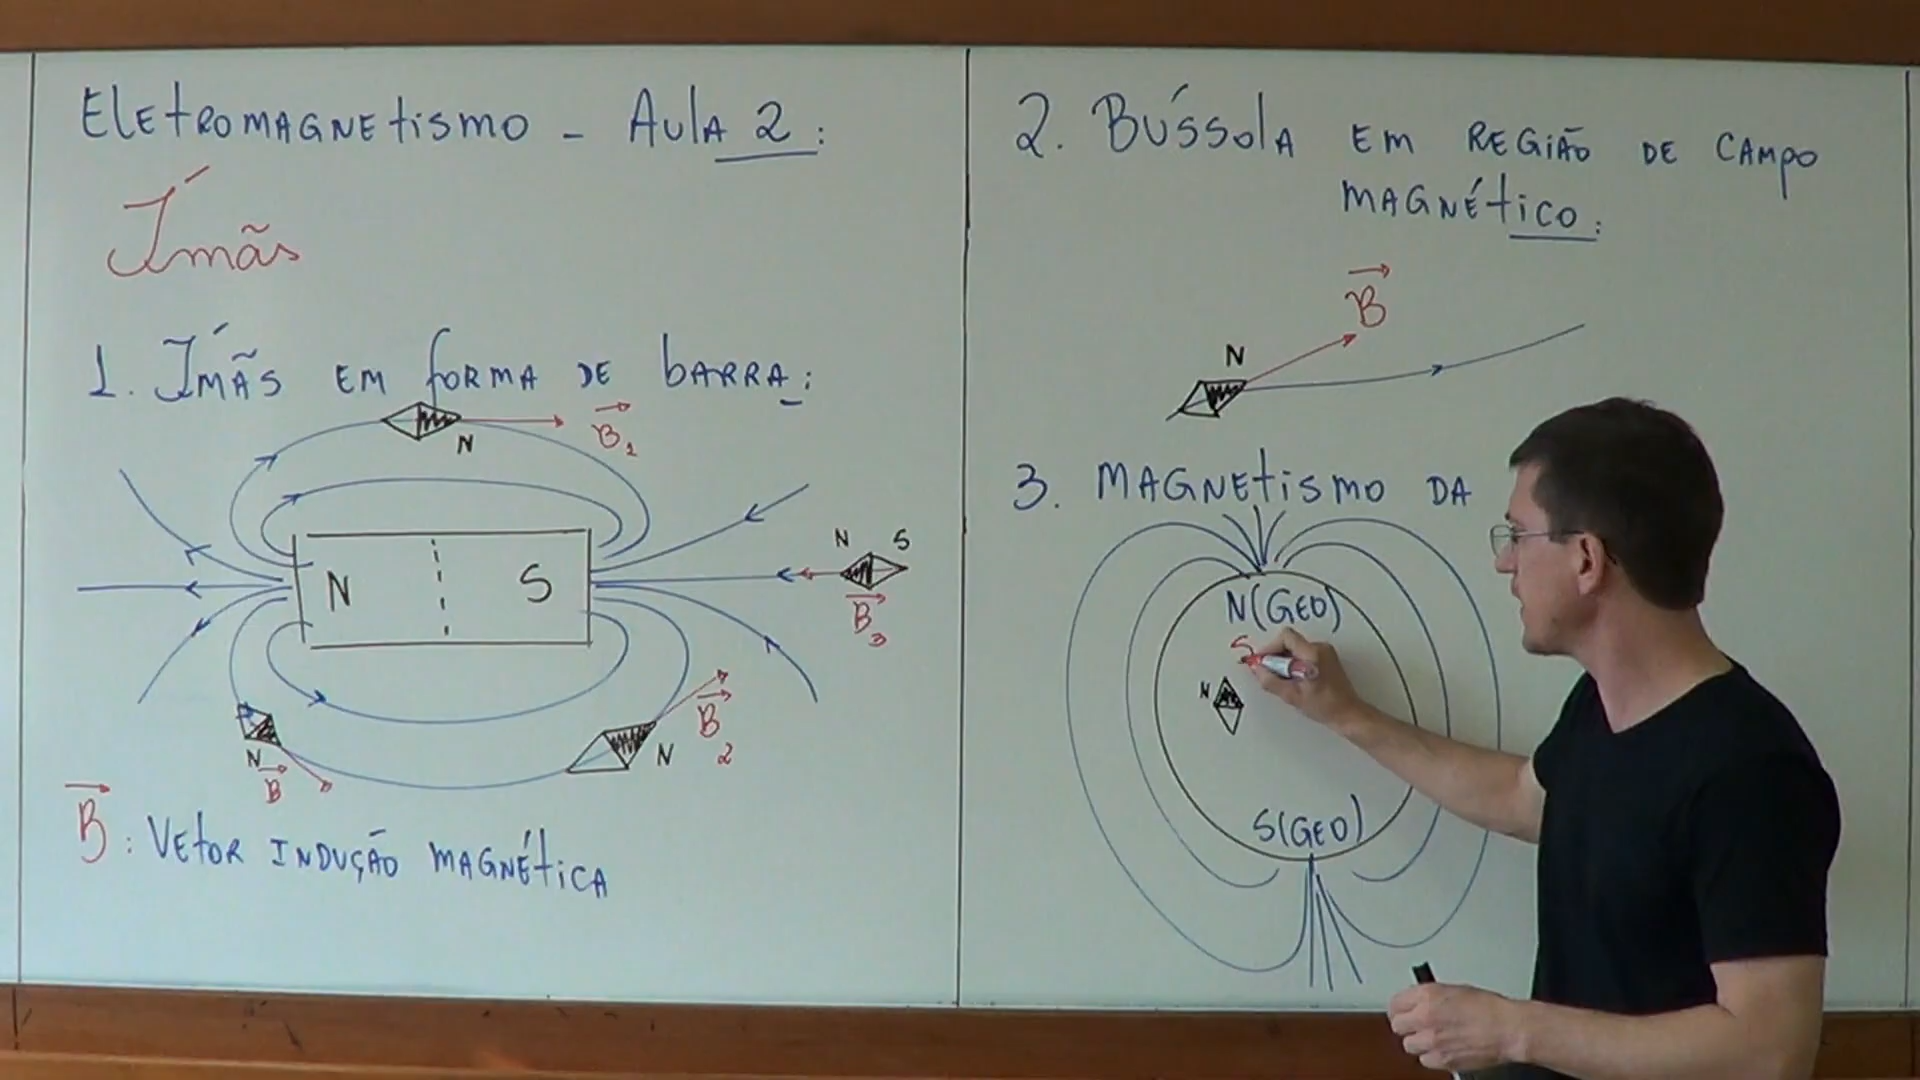 Eletromagnetismo - Aula 2:
Ímãs
1. Ímãs em forma de barra:
N
B₁
N S
N S
B₃
B₂
N
N
B
B: Vetor indução magnética
2. Bússola em região de campo
magnético:
B
N
3. Magnetismo da
N(Geo)
S
N
S(Geo)